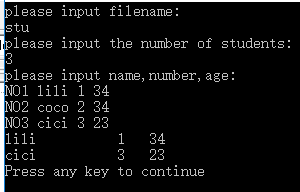 please input filename:
stu
please input the number of students:
3
please input name,number,age:
NO1 lili 1 34
NO2 coco 2 34
NO3 cici 3 23
lili 1 34
cici 3 23
Press any key to continue